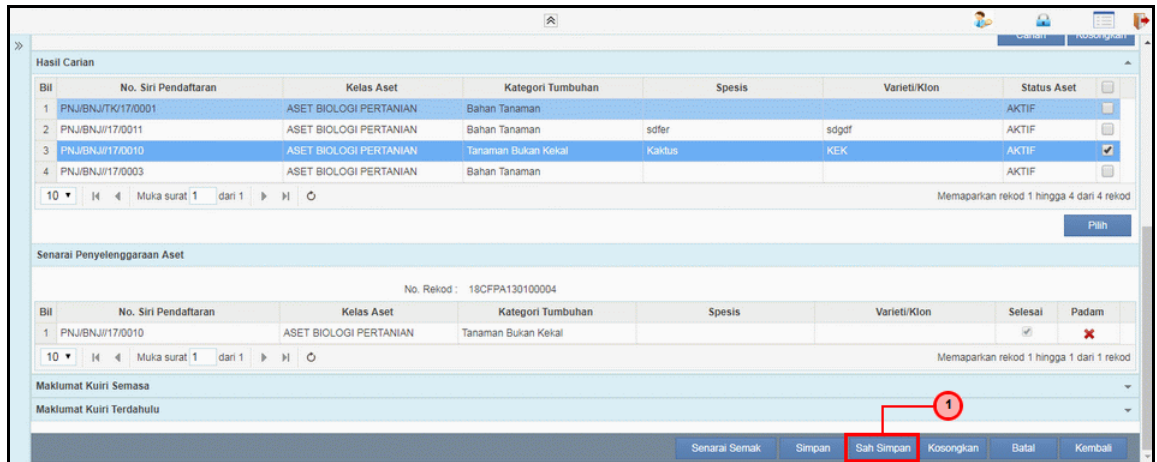 Carian Kosongkan
Hasil Carian
Bil No. Siri Pendaftaran Kelas Aset Kategori Tumbuhan Spesis Varieti/Klon Status Aset
1 PNJ/BNJ/TK/17/0001 ASET BIOLOGI PERTANIAN Bahan Tanaman AKTIF
2 PNJ/BNJ//17/0011 ASET BIOLOGI PERTANIAN Bahan Tanaman sdfer sdgdf AKTIF
3 PNJ/BNJ//17/0010 ASET BIOLOGI PERTANIAN Tanaman Bukan Kekal Kaktus KEK AKTIF
4 PNJ/BNJ//17/0003 ASET BIOLOGI PERTANIAN Bahan Tanaman AKTIF
10 Muka surat 1 dari 1 Memaparkan rekod 1 hingga 4 dari 4 rekod
Pilih
Senarai Penyelenggaraan Aset
No. Rekod : 18CFPA130100004
Bil No. Siri Pendaftaran Kelas Aset Kategori Tumbuhan Spesis Varieti/Klon Selesai Padam
1 PNJ/BNJ//17/0010 ASET BIOLOGI PERTANIAN Tanaman Bukan Kekal
10 Muka surat 1 dari 1 Memaparkan rekod 1 hingga 1 dari 1 rekod
Maklumat Kuiri Semasa
Maklumat Kuiri Terdahulu
1
Senarai Semak Simpan Sah Simpan Kosongkan Batal Kembali